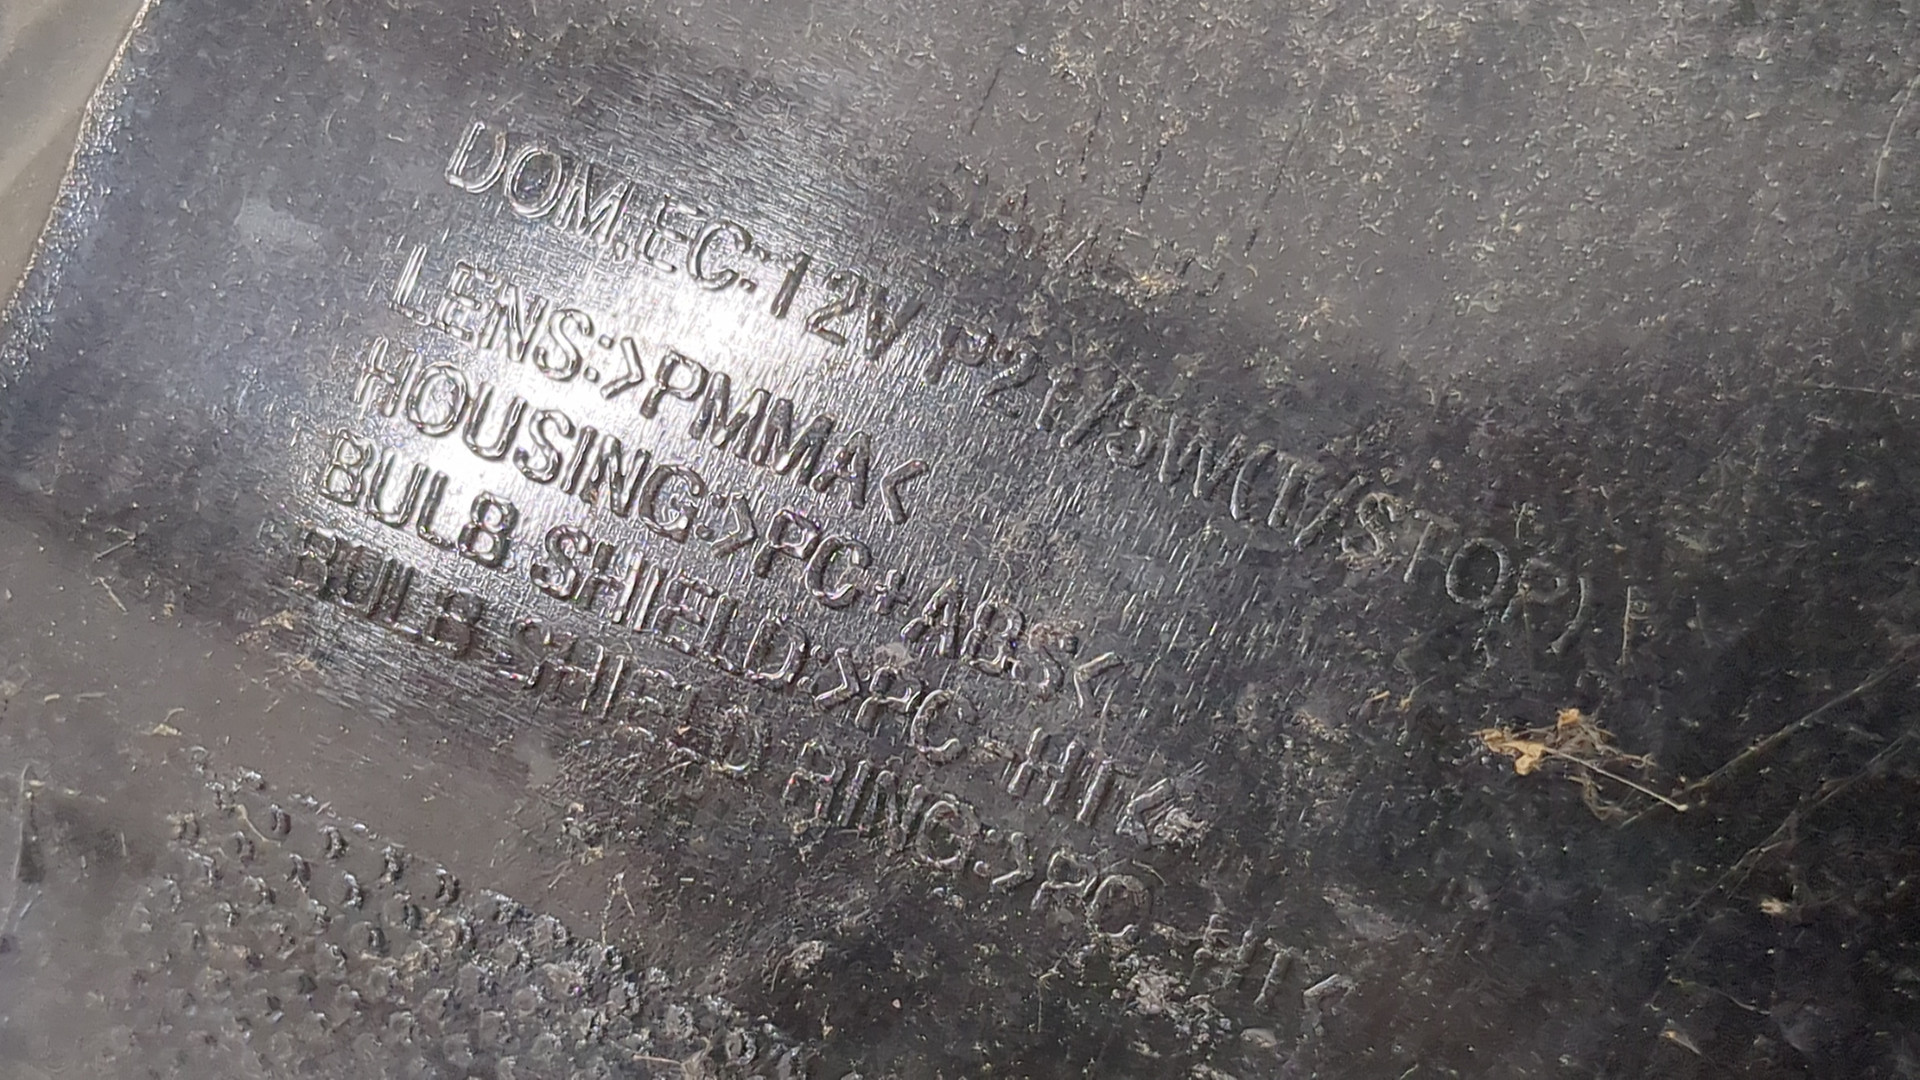 DOM,EC:12V P21/5W(T/STOP)
LENS:>PMMA<
HOUSING:>PC+ABS<
BULB SHIELD:>PC-HT<
BULB SHIELD RING:>PC-HT<